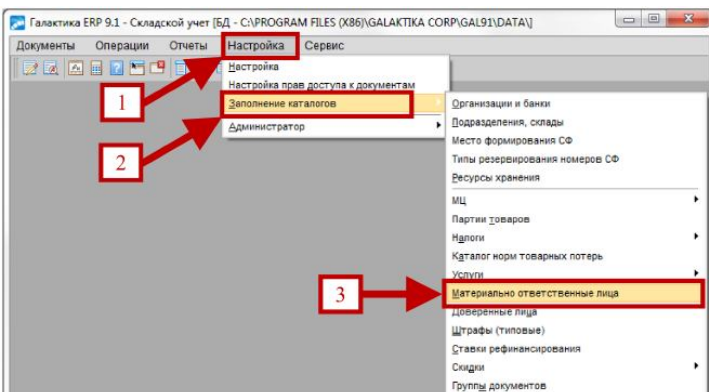 Галактика ERP 9.1 - Складской учет [БД - C:\PROGRAM FILES (X86)\GALAKTIKA CORP\GAL91\DATA\]
Документы Операции Отчеты Настройка Сервис
Настройка
1
Настройка прав доступа к документам
Заполнение каталогов
Организации и банки
Администратор
Подразделения, склады
2
Место формирования СФ
Типы резервирования номеров СФ
Ресурсы хранения
МЦ
Партии товаров
Налоги
Каталог норм товарных потерь
Услуги
3
Материально ответственные лица
Доверенные лица
Штрафы (типовые)
Ставки рефинансирования
Скидки
Группы документов